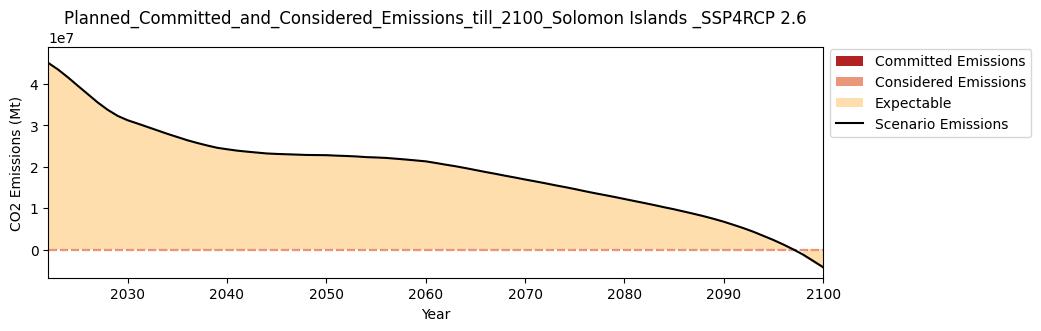 Planned_Committed_and_Considered_Emissions_till_2100_Solomon Islands _SSP4RCP 2.6
1e7
Committed Emissions
Considered Emissions
Expectable
Scenario Emissions
CO2 Emissions (Mt)
4
3
2
1
0
2030 2040 2050 2060 2070 2080 2090 2100
Year